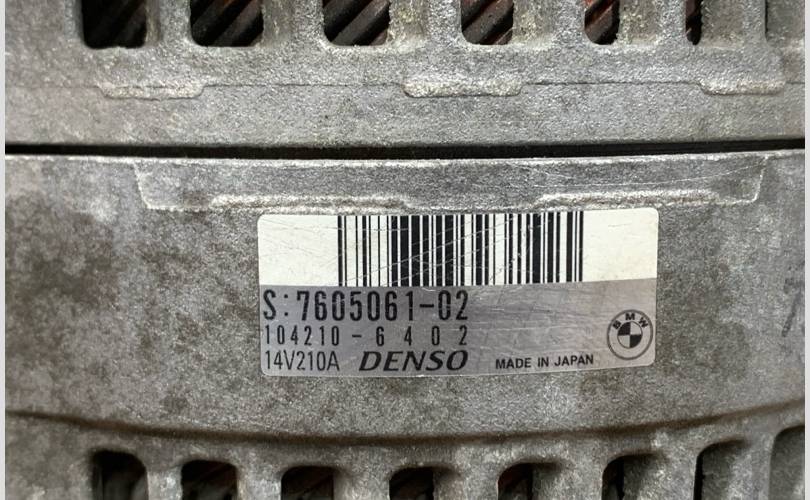 S:7605061-02
104210-6402
14V210A DENSO MADE IN JAPAN
BMW